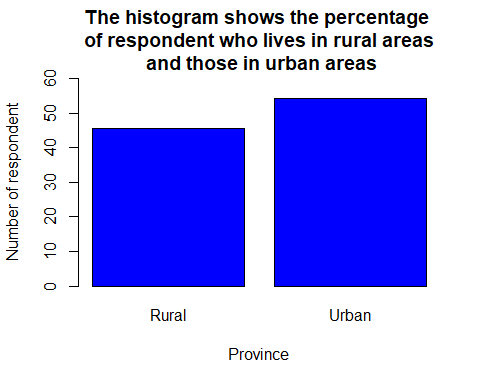 The histogram shows the percentage
of respondent who lives in rural areas
and those in urban areas
Number of respondent
60
50
40
30
20
10
0
Rural
Urban
Province